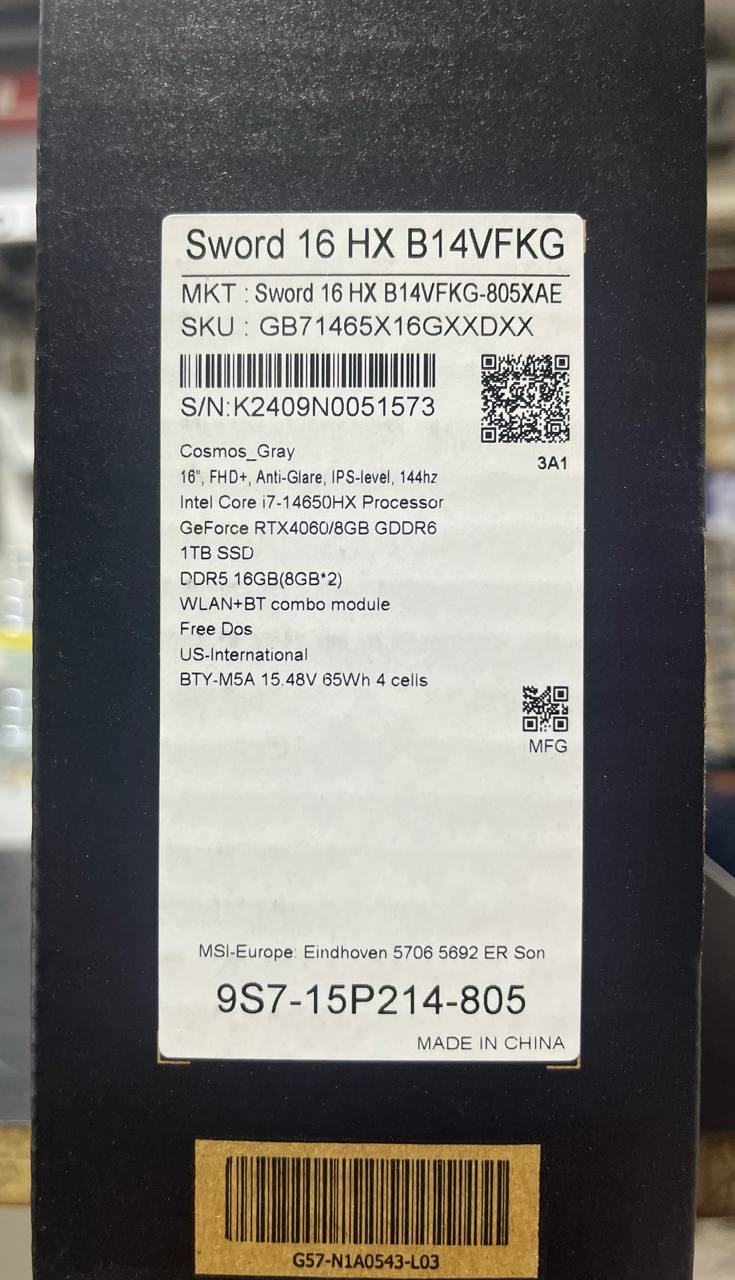 Sword 16 HX B14VFKG
MKT : Sword 16 HX B14VFKG-805XAE
SKU : GB71465X16GXXDXX
S/N:K2409N0051573
3A1
Cosmos_Gray
16", FHD+, Anti-Glare, IPS-level, 144hz
Intel Core i7-14650HX Processor
GeForce RTX4060/8GB GDDR6
1TB SSD
DDR5 16GB(8GB*2)
WLAN+BT combo module
Free Dos
US-International
BTY-M5A 15.48V 65Wh 4 cells
MFG
MSI-Europe: Eindhoven 5706 5692 ER Son
9S7-15P214-805
MADE IN CHINA
G57-N1A0543-L03